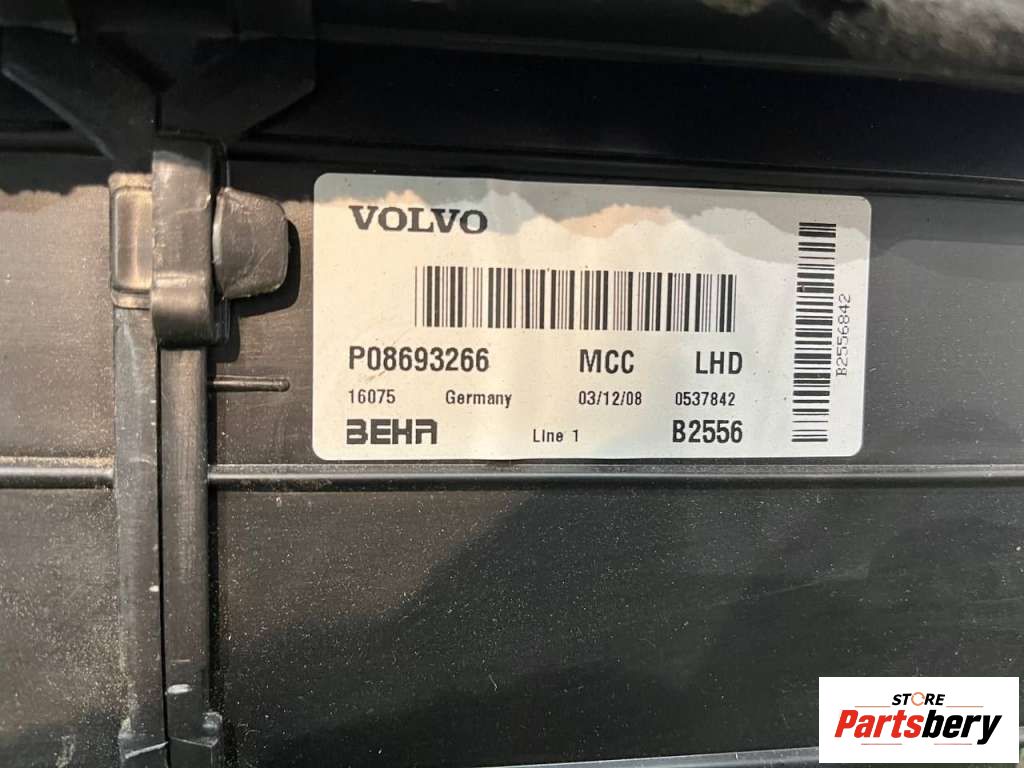 VOLVO
P08693266 MCC LHD
16075 Germany 03/12/08 0537842
BEHR Line 1 B2556
B2556842
STORE
Partsbery